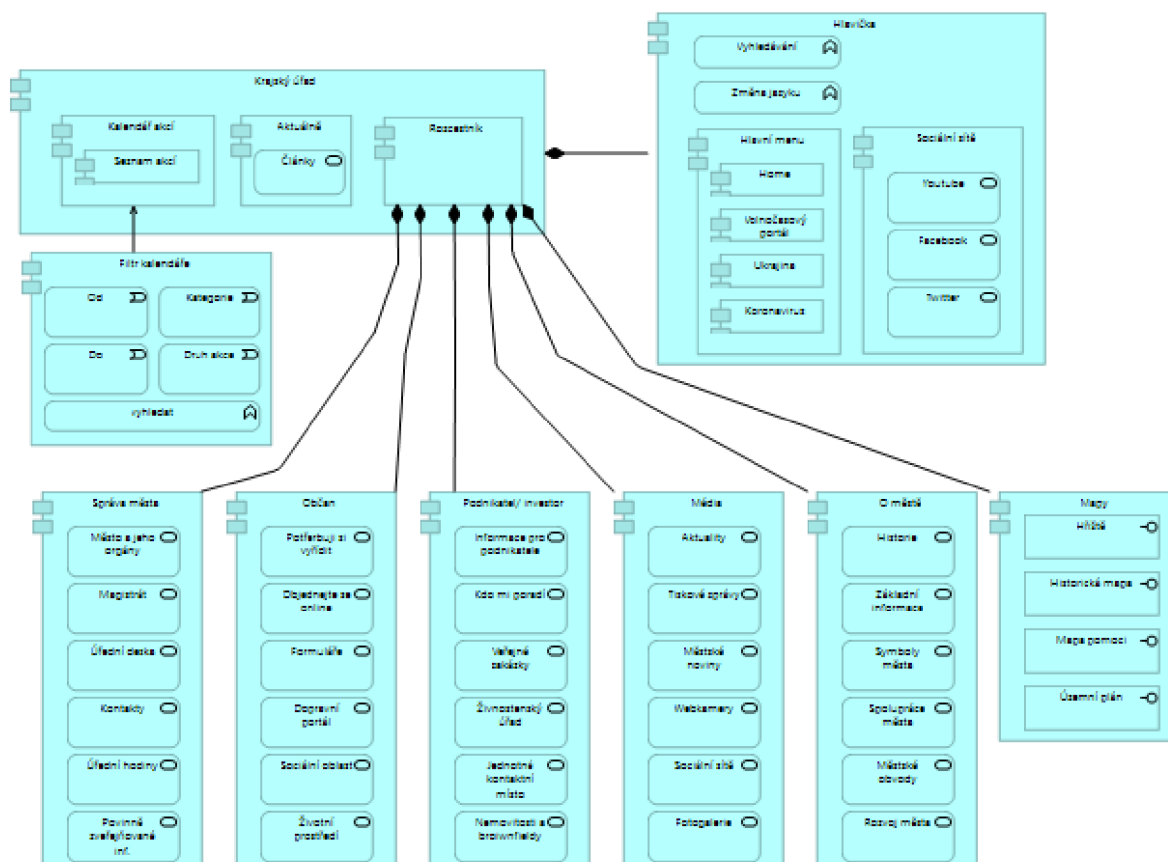 Hlavička
Vyhledávání
Změna jazyku
Hlavní menu
Home
Volnočasový
portál
Ukrajina
Koronavirus
Sociální sítě
Youtube
Facebook
Twitter
Krajský úřad
Kalendář akcí
Seznam akcí
Aktuálně
Články
Rozcestník
Filtr kalendáře
Od
Kategorie
Do
Druh akce
vyhledat
Správa města
Město a jeho
orgány
Magistrát
Úřední deska
Kontakty
Úřední hodiny
Povinně
zveřejňované
inf.
Občan
Potřebuji si
vyřídit
Objednejte se
online
Formuláře
Dopravní
portál
Sociální oblast
Životní
prostředí
Podnikatel/ investor
Informace pro
podnikatele
Kdo mi poradí
Veřejné
zakázky
Živnostenský
úřad
Jednotné
kontaktní
místo
Nemovitosti a
broiwnfieldy
Média
Aktuality
Tiskové zprávy
Městské
noviny
Webkamery
Sociální sítě
Fotogalerie
O městě
Historie
Základní
informace
Symboly
města
Spolupráce
města
Městské
obvody
Rozvoj města
Mapy
Hřiště
Historické mapa
Mapa pomoci
Územní plán